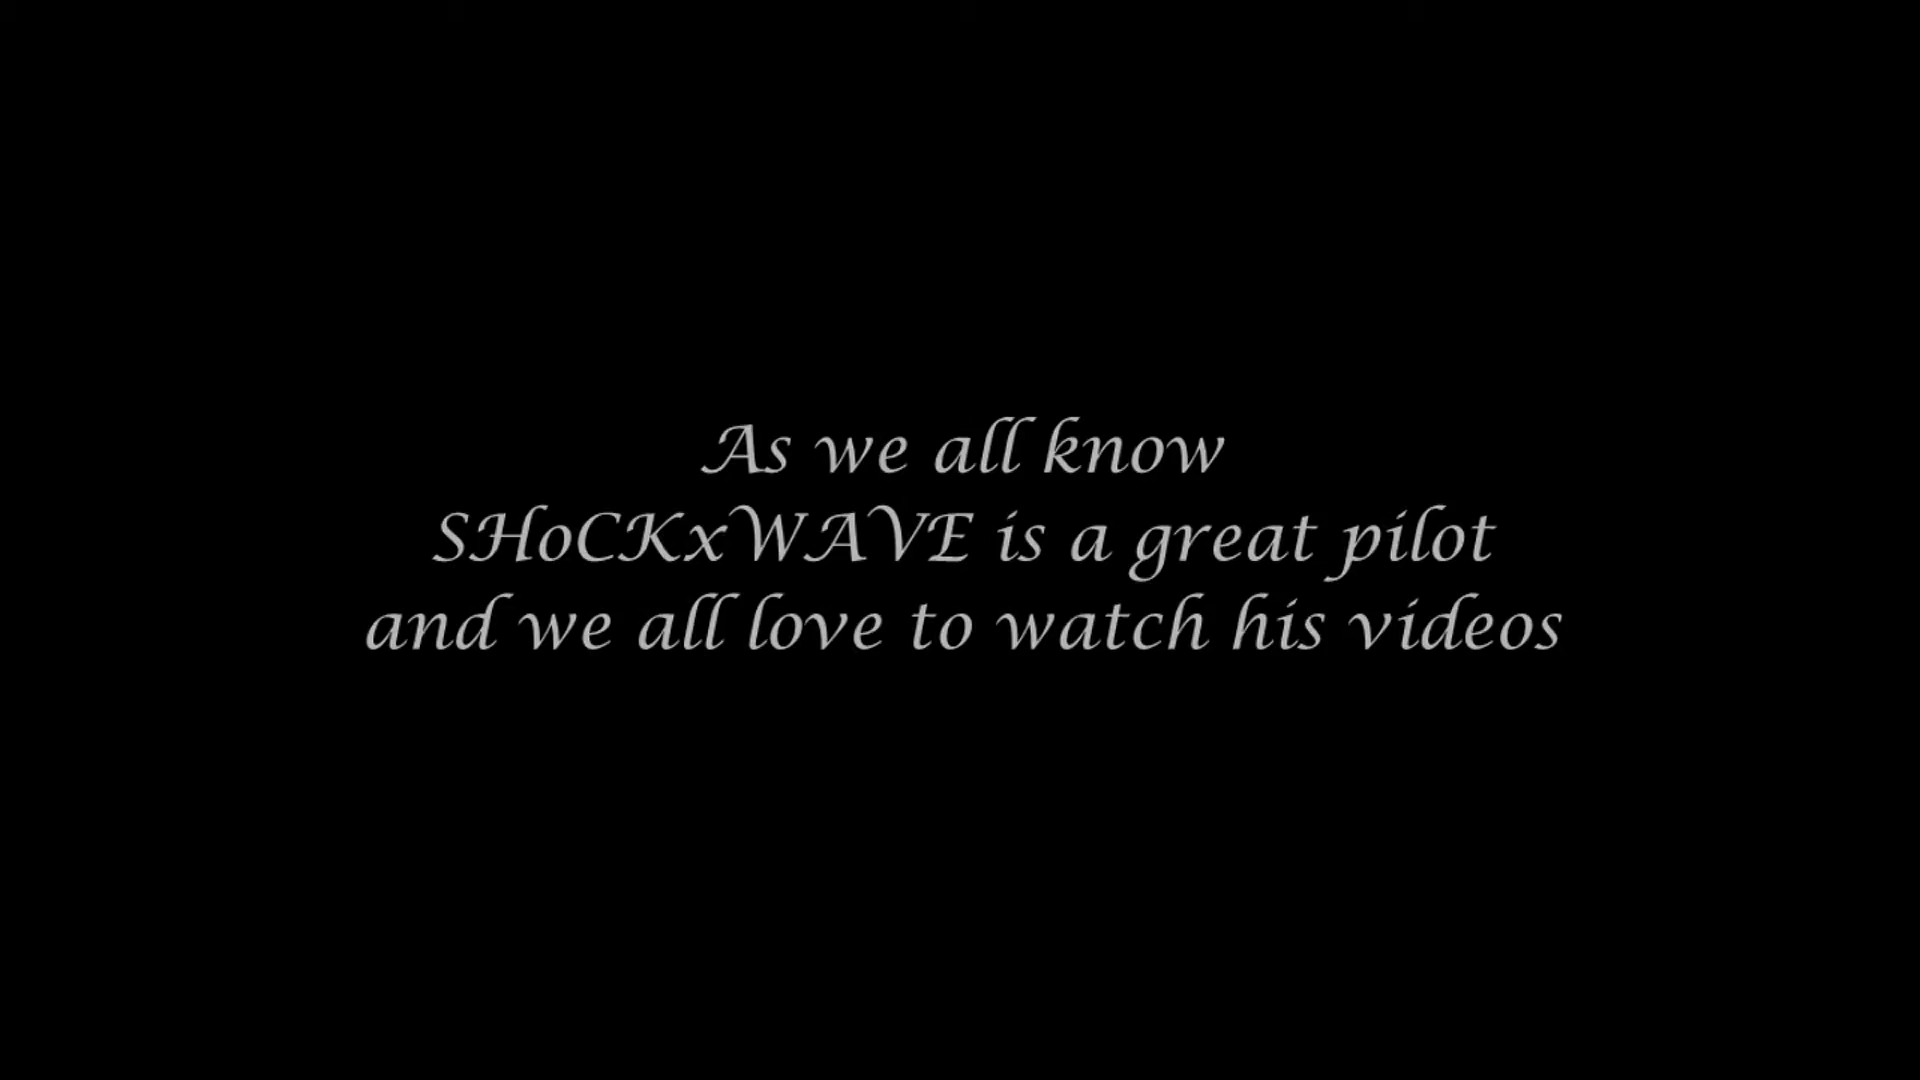 As we all know
SHoCKxWAVE is a great pilot
and we all love to watch his videos